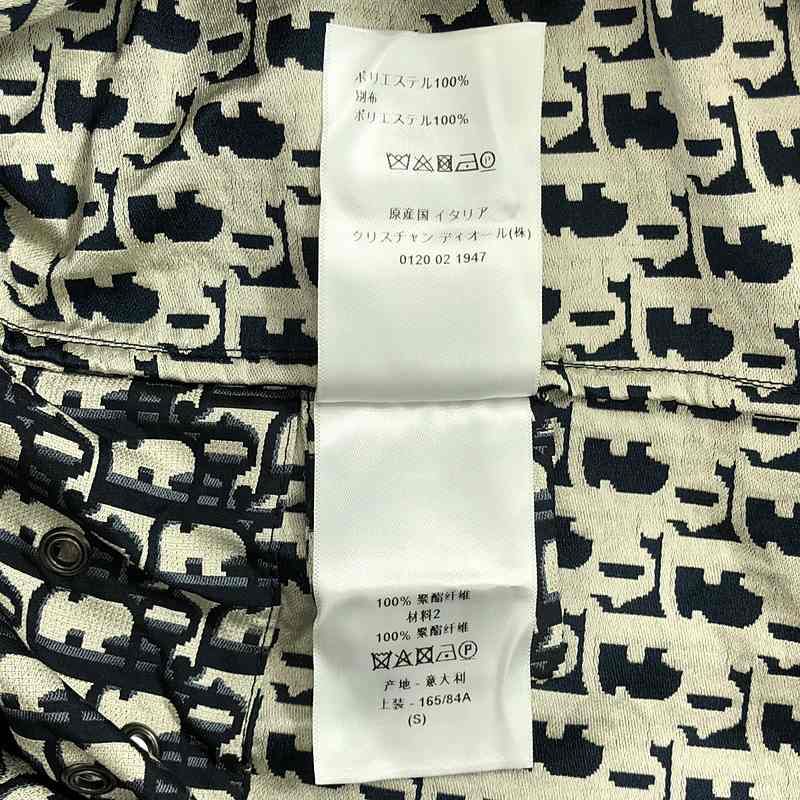 ポリエステル100%
別布
ポリエステル100%
P
原産国 イタリア
クリスチャン ディオール(株)
0120 02 1947
100% 聚酯纤维
材料2
100% 聚酯纤维
P
产地 - 意大利
上装 - 165/84A
(S)